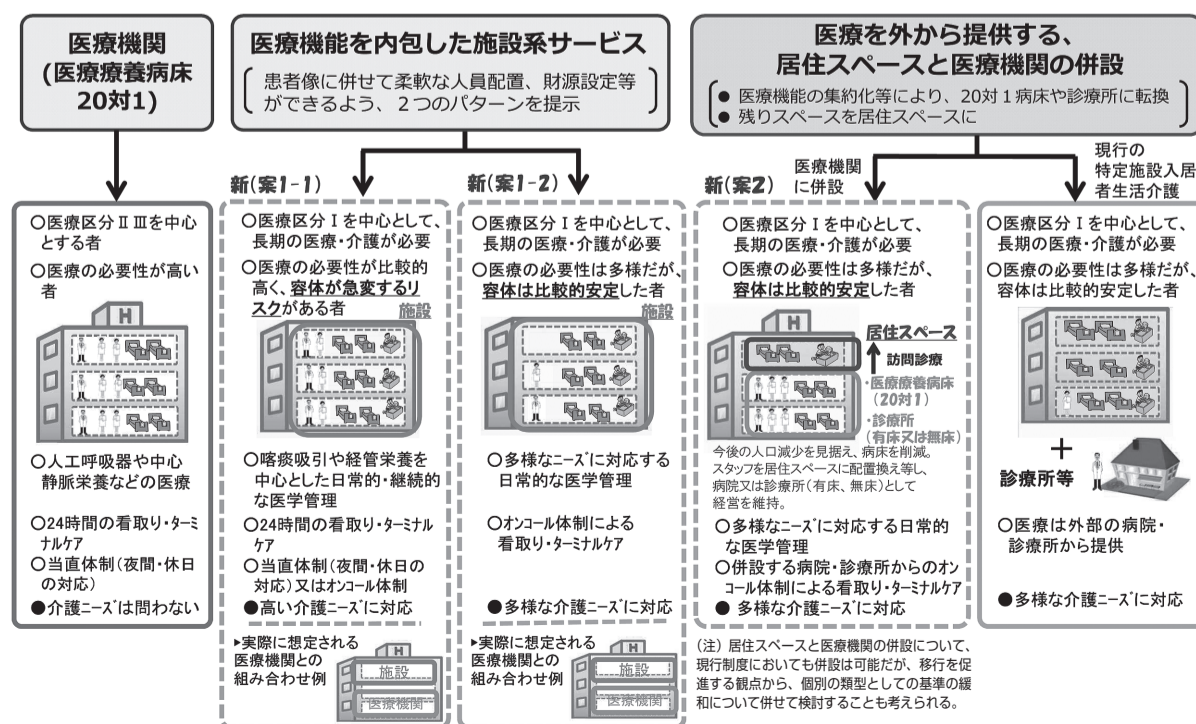 医療機関
(医療療養病床
20対1)
医療機能を内包した施設系サービス
患者像に併せて柔軟な人員配置、財源設定等
ができるよう、２つのパターンを提示
医療を外から提供する、
居住スペースと医療機関の併設
● 医療機能の集約化等により、20対１病床や診療所に転換
● 残りスペースを居住スペースに
○医療区分ⅡⅢを中心
とする者
○医療の必要性が高い
者
H
○人工呼吸器や中心
静脈栄養などの医療
○24時間の看取り・ターミ
ナルケア
○当直体制(夜間・休日
の対応)
●介護ニーズは問わない
新(案1-1)
○医療区分Ⅰを中心として、
長期の医療・介護が必要
○医療の必要性が比較的
高く、容体が急変するリ
スクがある者
施設
○喀痰吸引や経管栄養を
中心とした日常的・継続的
な医学管理
○24時間の看取り・ターミナル
ケア
○当直体制(夜間・休日の
対応)又はオンコール体制
●高い介護ニーズに対応
▶実際に想定される
医療機関との
組み合わせ例
H
施設
医療機関
新(案1-2)
○医療区分Ⅰを中心として、
長期の医療・介護が必要
○医療の必要性は多様だが、
容体は比較的安定した者
施設
○多様なニーズに対応する
日常的な医学管理
○オンコール体制による
看取り・ターミナルケア
●多様な介護ニーズに対応
▶実際に想定される
医療機関との
組み合わせ例
H
施設
医療機関
新(案2)
医療機関
に併設
○医療区分Ⅰを中心として、
長期の医療・介護が必要
○医療の必要性は多様だが、
容体は比較的安定した者
H
居住スペース
訪問診療
・医療療養病床
(20対1)
・診療所
(有床又は無床)
今後の人口減少を見据え、病床を削減。
スタッフを居住スペースに配置換え等し、
病院又は診療所(有床、無床)として
経営を維持。
○多様なニーズに対応する日常的
な医学管理
○併設する病院・診療所からのオン
コール体制による看取り・ターミナルケア
● 多様な介護ニーズに対応
(注) 居住スペースと医療機関の併設について、
現行制度においても併設は可能だが、移行を促
進する観点から、個別の類型としての基準の緩
和について併せて検討することも考えられる。
現行の
特定施設入居
者生活介護
○医療区分Ⅰを中心として、
長期の医療・介護が必要
○医療の必要性は多様だが、
容体は比較的安定した者
＋
診療所等
○医療は外部の病院・
診療所から提供
●多様な介護ニーズに対応